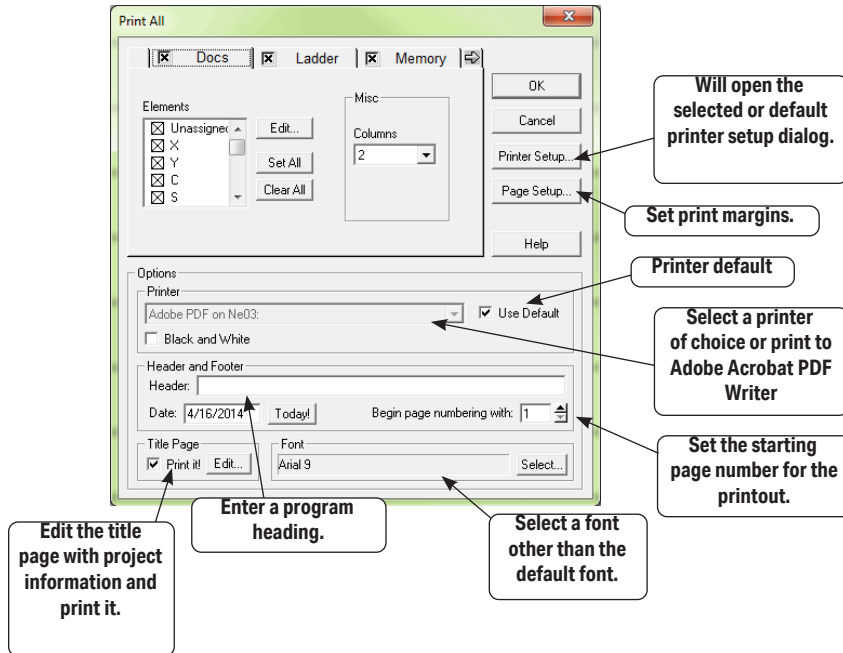 Print All
Docs
Ladder
Memory
OK
Cancel
Printer Setup...
Page Setup...
Help
Elements
Unassigned
X
Y
C
S
Edit...
Set All
Clear All
Misc
Columns
2
Will open the
selected or default
printer setup dialog.
Set print margins.
Printer default
Options
Printer
Adobe PDF on Ne03:
Use Default
Black and White
Select a printer
of choice or print to
Adobe Acrobat PDF
Writer
Header and Footer
Header:
Date: 4/16/2014 Today! Begin page numbering with: 1
Title Page
Print it! Edit...
Font
Arial 9 Select...
Set the starting
page number for the
printout.
Enter a program
heading.
Select a font
other than the
default font.
Edit the title
page with project
information and
print it.